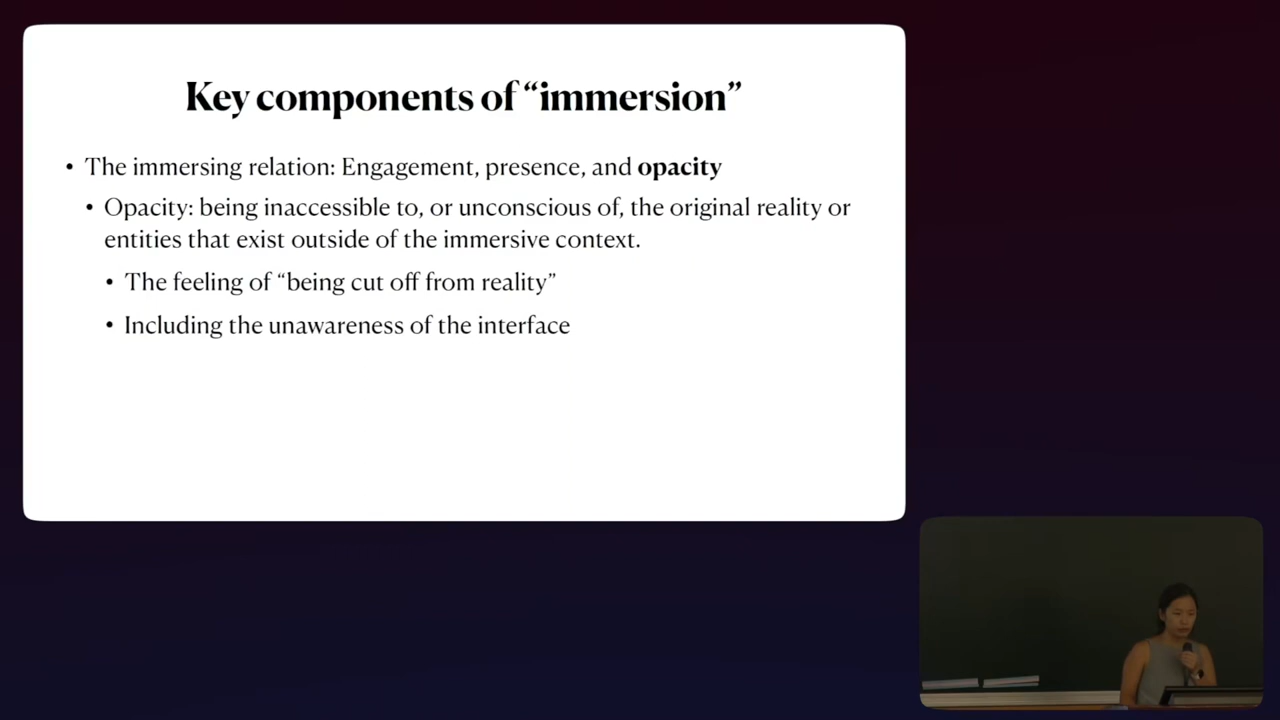 Key components of “immersion”
• The immersing relation: Engagement, presence, and opacity
• Opacity: being inaccessible to, or unconscious of, the original reality or
entities that exist outside of the immersive context.
• The feeling of “being cut off from reality”
• Including the unawareness of the interface